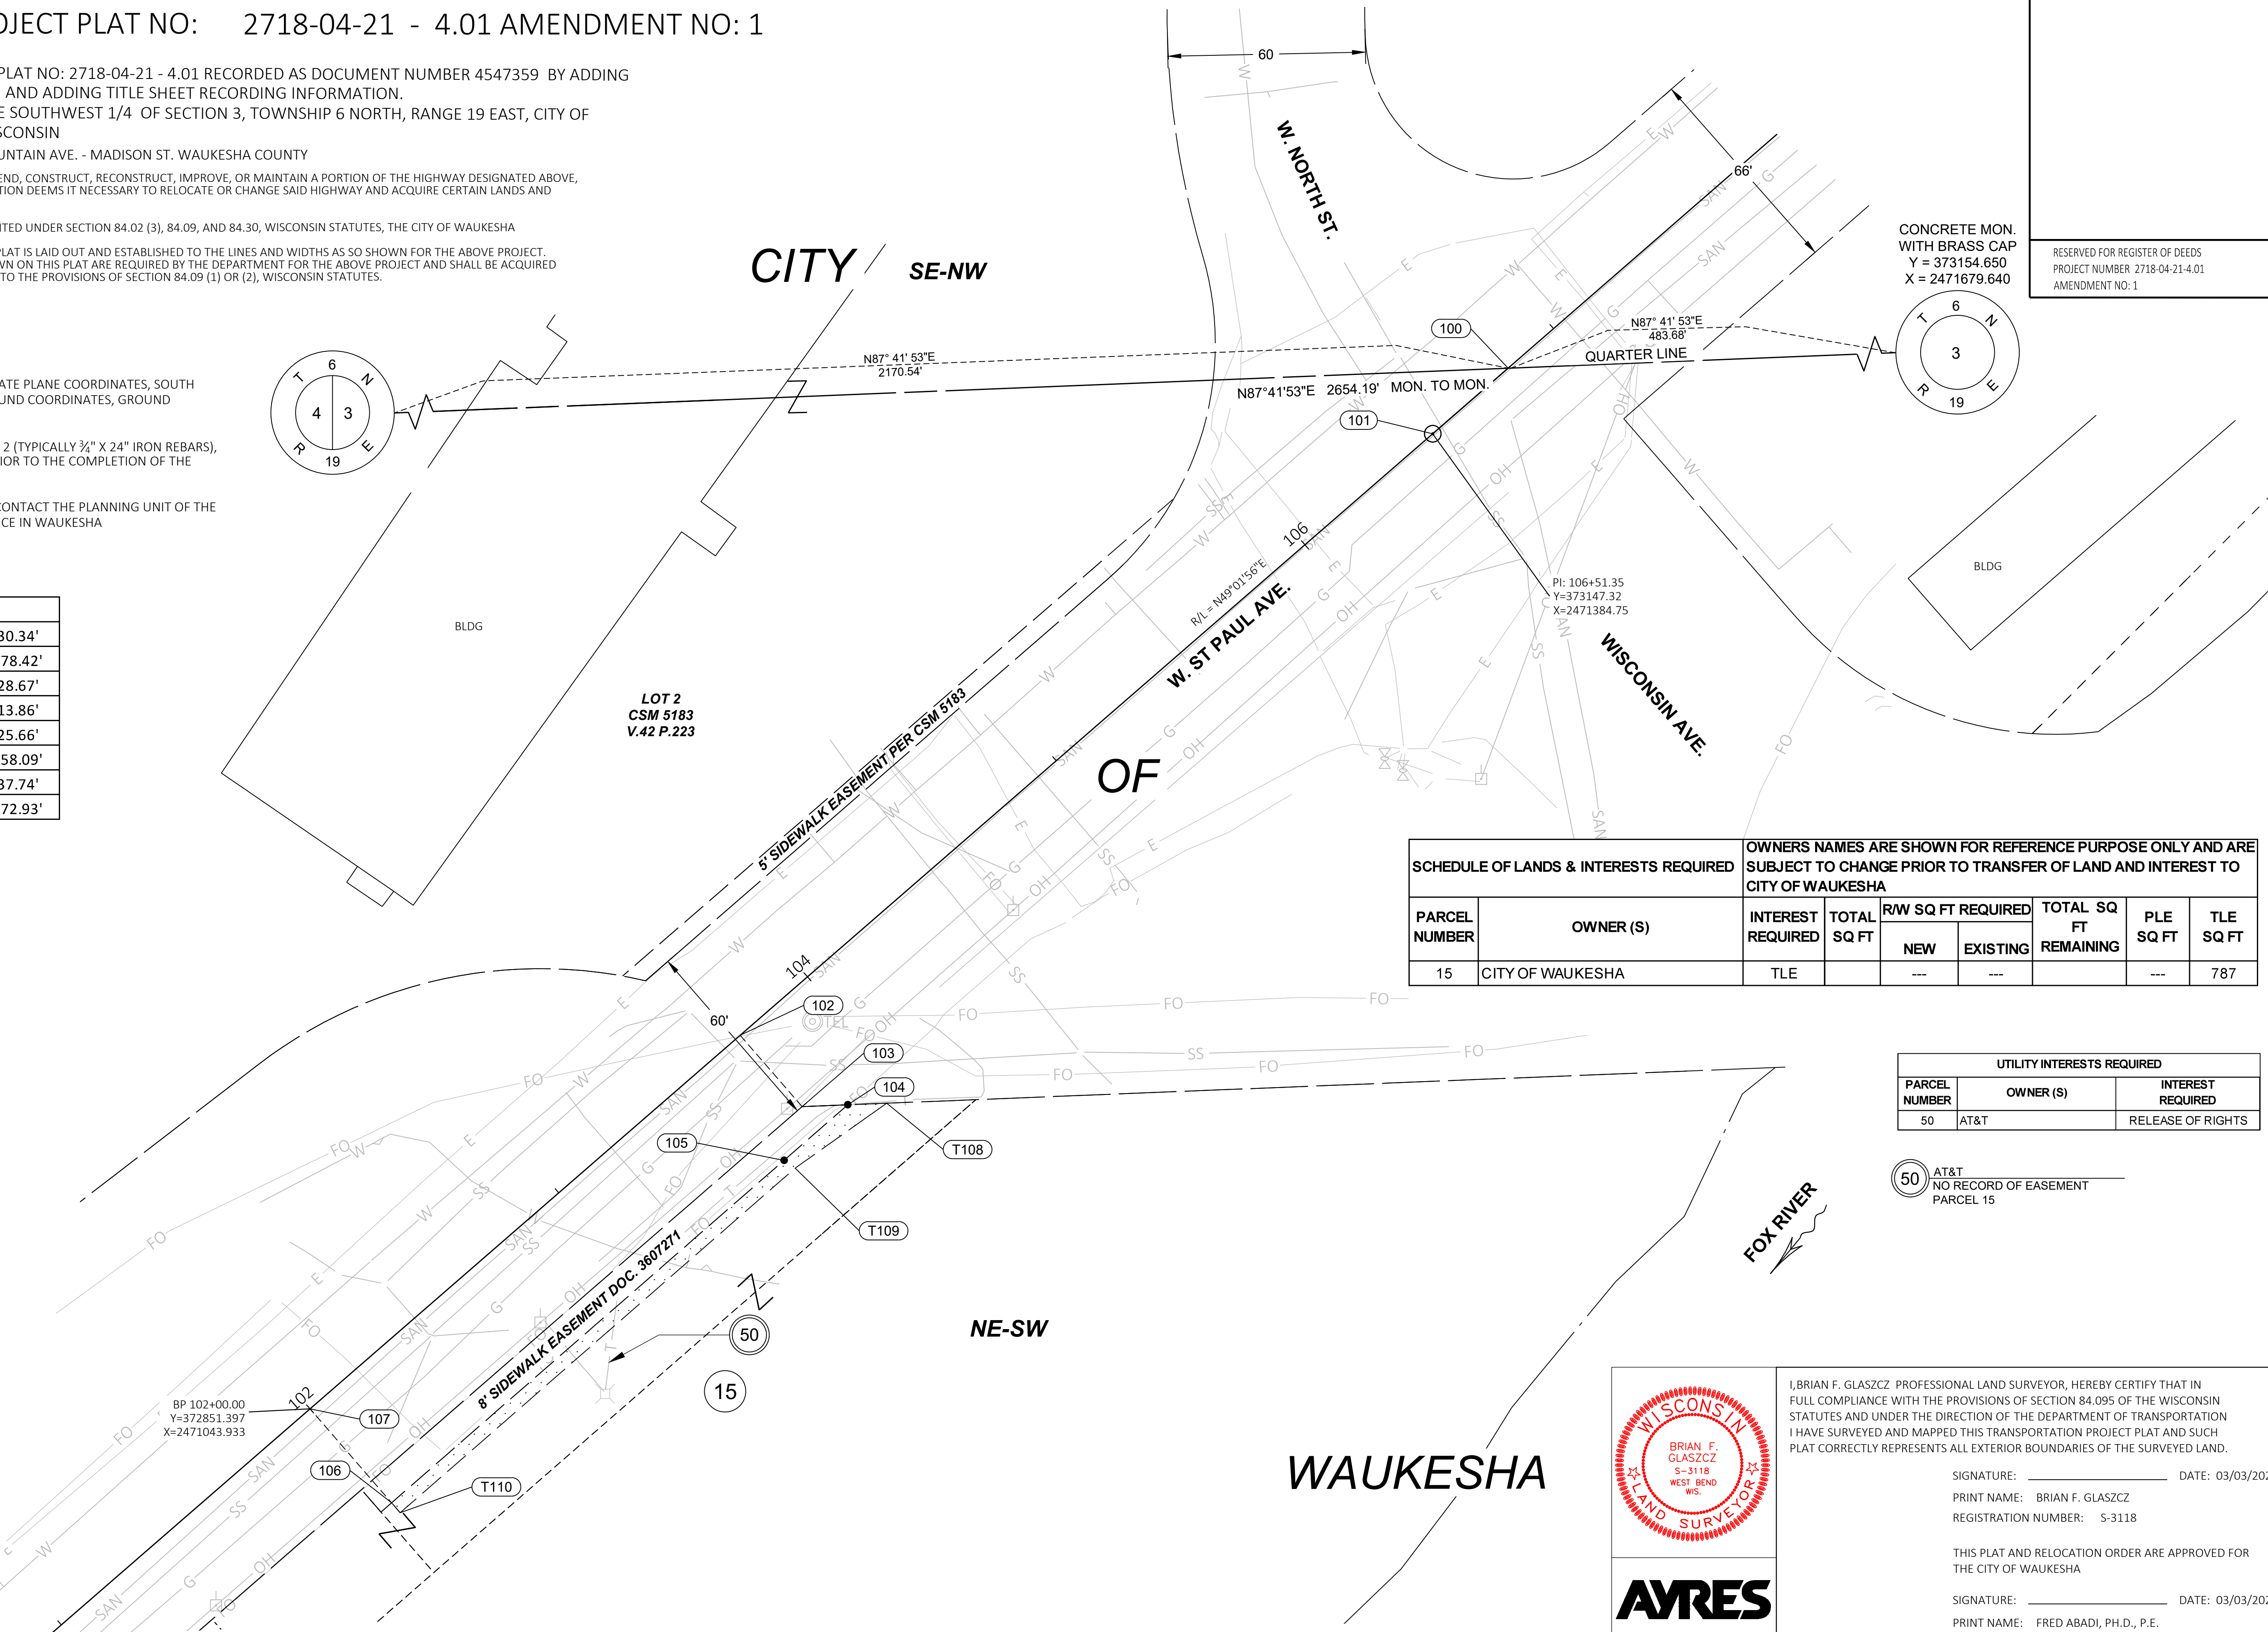 OJECT PLAT NO: 2718-04-21 - 4.01 AMENDMENT NO: 1
PLAT NO: 2718-04-21 - 4.01 RECORDED AS DOCUMENT NUMBER 4547359 BY ADDING
AND ADDING TITLE SHEET RECORDING INFORMATION.
E SOUTHWEST 1/4 OF SECTION 3, TOWNSHIP 6 NORTH, RANGE 19 EAST, CITY OF
SCONSIN
UNTAIN AVE. - MADISON ST. WAUKESHA COUNTY
END, CONSTRUCT, RECONSTRUCT, IMPROVE, OR MAINTAIN A PORTION OF THE HIGHWAY DESIGNATED ABOVE,
TION DEEMS IT NECESSARY TO RELOCATE OR CHANGE SAID HIGHWAY AND ACQUIRE CERTAIN LANDS AND
TED UNDER SECTION 84.02 (3), 84.09, AND 84.30, WISCONSIN STATUTES, THE CITY OF WAUKESHA
PLAT IS LAID OUT AND ESTABLISHED TO THE LINES AND WIDTHS AS SO SHOWN FOR THE ABOVE PROJECT.
WN ON THIS PLAT ARE REQUIRED BY THE DEPARTMENT FOR THE ABOVE PROJECT AND SHALL BE ACQUIRED
TO THE PROVISIONS OF SECTION 84.09 (1) OR (2), WISCONSIN STATUTES.
ATE PLANE COORDINATES, SOUTH
UND COORDINATES, GROUND
2 (TYPICALLY ¾" X 24" IRON REBARS),
IOR TO THE COMPLETION OF THE
CONTACT THE PLANNING UNIT OF THE
CE IN WAUKESHA
30.34'
78.42'
28.67'
13.86'
25.66'
58.09'
37.74'
72.93'
60
W. NORTH ST.
66'
CITY
SE-NW
CONCRETE MON.
WITH BRASS CAP
Y = 373154.650
X = 2471679.640
RESERVED FOR REGISTER OF DEEDS
PROJECT NUMBER 2718-04-21-4.01
AMENDMENT NO: 1
T 6 N
4 3
R 19 E
T 6 N
3
R 19 E
N87° 41' 53"E
2170.54'
N87°41'53"E 2654.19' MON. TO MON.
100
N87° 41' 53"E
483.68'
QUARTER LINE
101
106
R/L = N49°01'56"E
W. ST PAUL AVE.
PI: 106+51.35
Y=373147.32
X=2471384.75
WISCONSIN AVE.
BLDG
BLDG
LOT 2
CSM 5183
V.42 P.223
5' SIDEWALK EASEMENT PER CSM 5183
OF
SCHEDULE OF LANDS & INTERESTS REQUIRED
OWNERS NAMES ARE SHOWN FOR REFERENCE PURPOSE ONLY AND ARE
SUBJECT TO CHANGE PRIOR TO TRANSFER OF LAND AND INTEREST TO
CITY OF WAUKESHA
PARCEL NUMBER OWNER (S) INTEREST REQUIRED TOTAL SQ FT R/W SQ FT REQUIRED NEW EXISTING TOTAL SQ FT REMAINING PLE SQ FT TLE SQ FT
15 CITY OF WAUKESHA TLE --- --- --- 787
104
102
TEL
60'
103
104
105
T108
T109
8' SIDEWALK EASEMENT DOC. 3607271
50
15
NE-SW
UTILITY INTERESTS REQUIRED
PARCEL NUMBER OWNER (S) INTEREST REQUIRED
50 AT&T RELEASE OF RIGHTS
50 AT&T
NO RECORD OF EASEMENT
PARCEL 15
FOX RIVER
BP 102+00.00
Y=372851.397
X=2471043.933
102
107
106
T110
WAUKESHA
WISCONSIN
BRIAN F.
GLASZCZ
S-3118
WEST BEND
WIS.
LAND SURVEYOR
AYRES
I,BRIAN F. GLASZCZ PROFESSIONAL LAND SURVEYOR, HEREBY CERTIFY THAT IN
FULL COMPLIANCE WITH THE PROVISIONS OF SECTION 84.095 OF THE WISCONSIN
STATUTES AND UNDER THE DIRECTION OF THE DEPARTMENT OF TRANSPORTATION
I HAVE SURVEYED AND MAPPED THIS TRANSPORTATION PROJECT PLAT AND SUCH
PLAT CORRECTLY REPRESENTS ALL EXTERIOR BOUNDARIES OF THE SURVEYED LAND.
SIGNATURE: DATE: 03/03/202
PRINT NAME: BRIAN F. GLASZCZ
REGISTRATION NUMBER: S-3118
THIS PLAT AND RELOCATION ORDER ARE APPROVED FOR
THE CITY OF WAUKESHA
SIGNATURE: DATE: 03/03/202
PRINT NAME: FRED ABADI, PH.D., P.E.